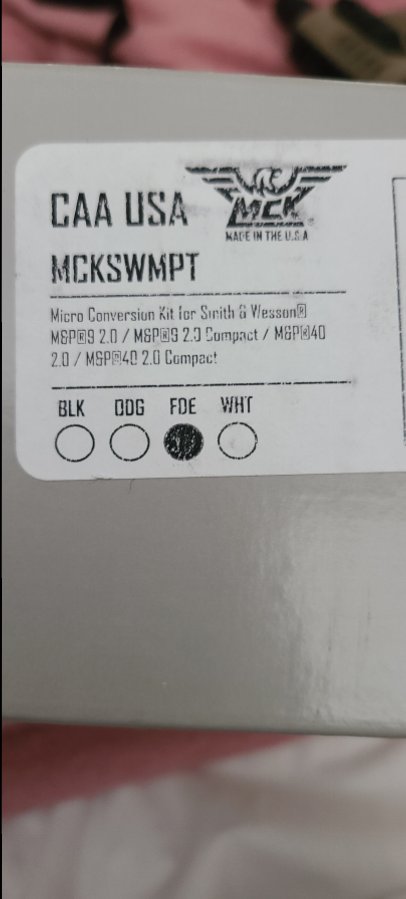 CAA USA
MCK
MADE IN THE U.S.A
MCKSWMPT
Micro Conversion Kit for Smith & Wesson®
M&P®9 2.0 / M&P®9 2.0 Compact / M&P®40
2.0 / M&P®40 2.0 Compact
BLK ODG FDE WHT